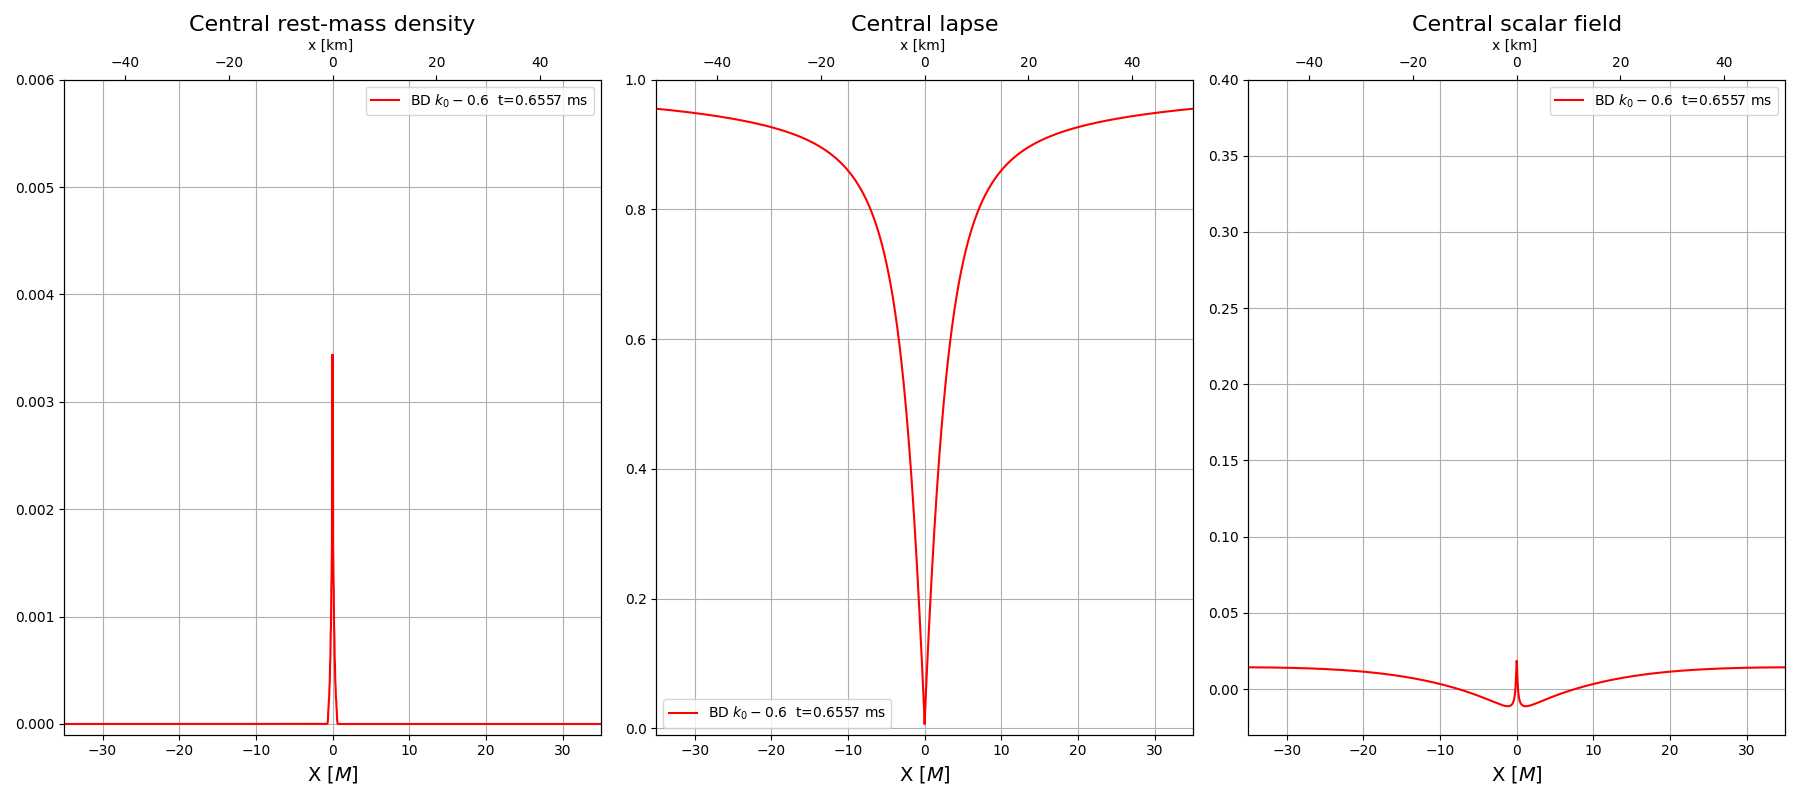 Central rest-mass density
x [km]
−40 −20 0 20 40
0.006
0.005
0.004
0.003
0.002
0.001
0.000
BD k₀ − 0.6 t=0.6557 ms
−30 −20 −10 0 10 20 30
X [M]
Central lapse
x [km]
−40 −20 0 20 40
1.0
0.8
0.6
0.4
0.2
0.0
BD k₀ − 0.6 t=0.6557 ms
−30 −20 −10 0 10 20 30
X [M]
Central scalar field
x [km]
−40 −20 0 20 40
0.40
0.35
0.30
0.25
0.20
0.15
0.10
0.05
0.00
BD k₀ − 0.6 t=0.6557 ms
−30 −20 −10 0 10 20 30
X [M]